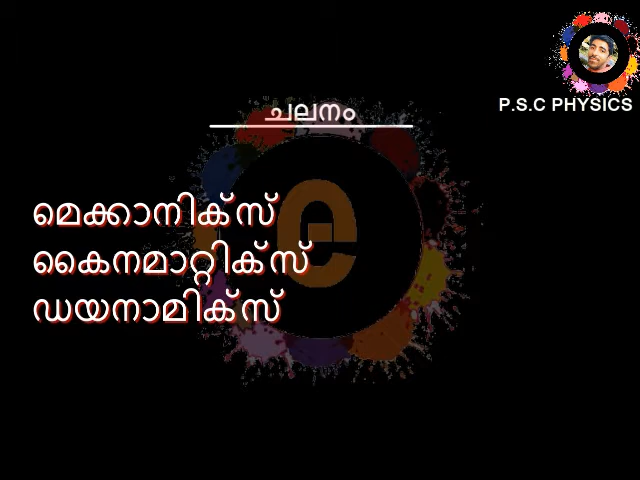 P.S.C PHYSICS
ചലനം
മെക്കാനിക്സ്
കൈനമാറ്റിക്സ്
ഡയനാമിക്സ്
e